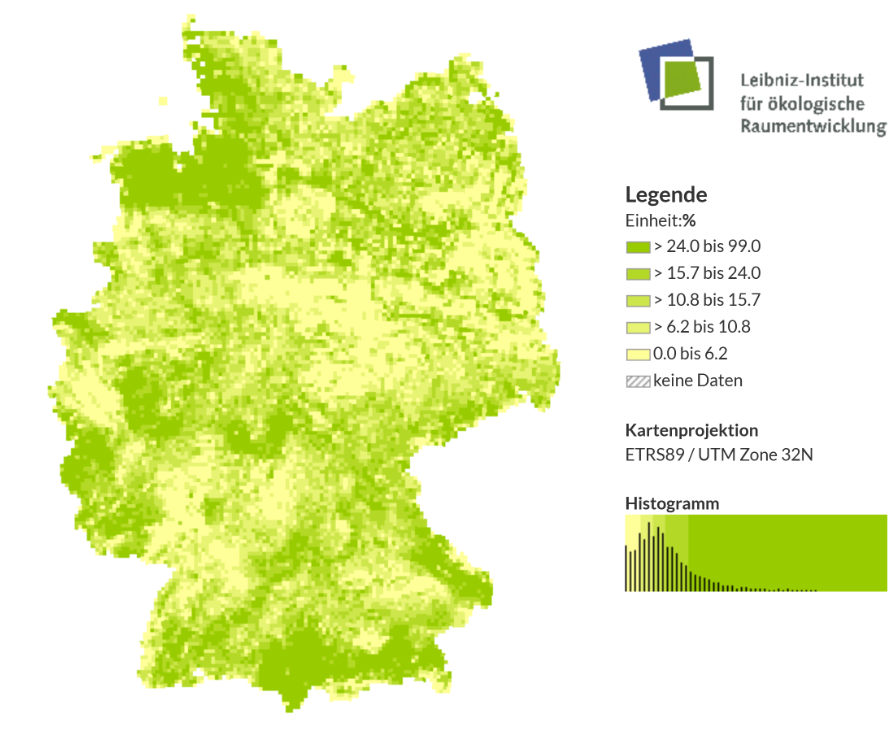 Leibniz-Institut
für ökologische
Raumentwicklung
Legende
Einheit:%
> 24.0 bis 99.0
> 15.7 bis 24.0
> 10.8 bis 15.7
> 6.2 bis 10.8
0.0 bis 6.2
keine Daten
Kartenprojektion
ETRS89 / UTM Zone 32N
Histogramm